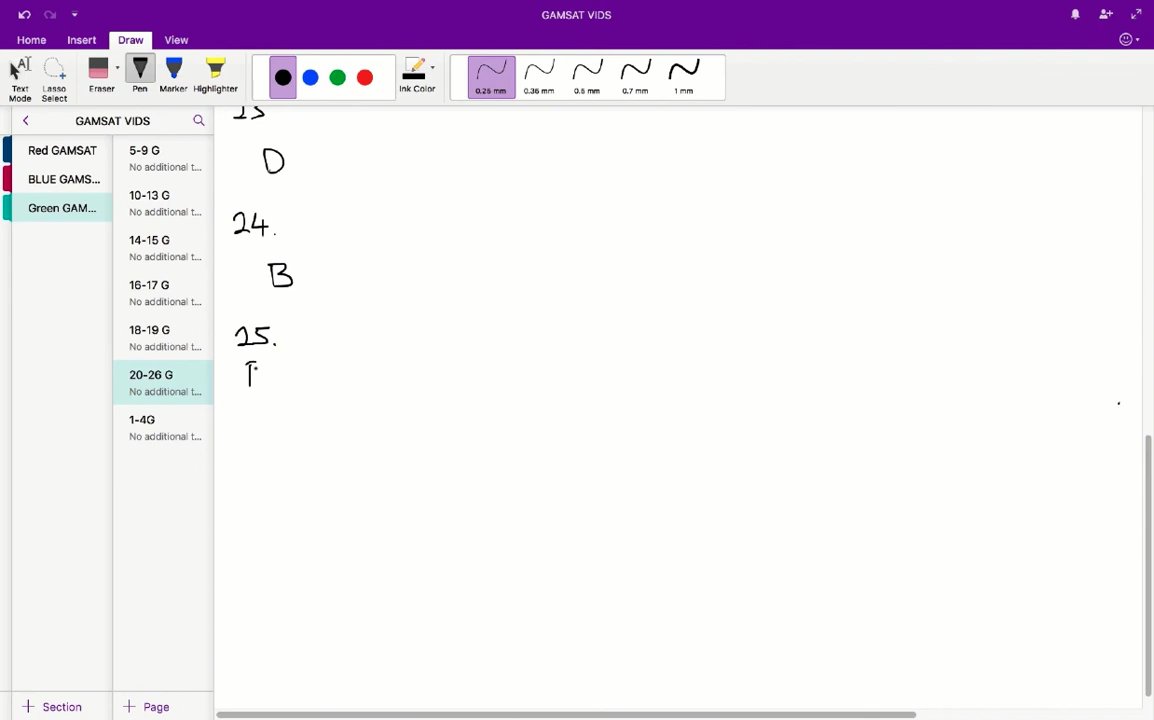 GAMSAT VIDS
Home Insert Draw View
Text Mode
Lasso Select
Eraser
Pen
Marker
Highlighter
Ink Color
0.25 mm
0.35 mm
0.5 mm
0.7 mm
1 mm
GAMSAT VIDS
Red GAMSAT
BLUE GAMS...
Green GAM...
5-9 G
No additional t...
10-13 G
No additional t...
14-15 G
No additional t...
16-17 G
No additional t...
18-19 G
No additional t...
20-26 G
No additional t...
1-4G
No additional t...
+ Section
+ Page
D
24.
B
25.